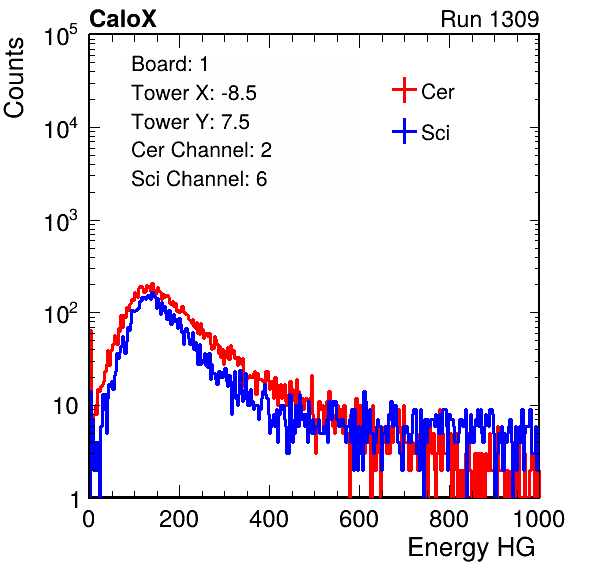 CaloX Run 1309
Counts
10^5
10^4
10^3
10^2
10
1
Board: 1
Tower X: -8.5
Tower Y: 7.5
Cer Channel: 2
Sci Channel: 6
Cer
Sci
0 200 400 600 800 1000
Energy HG